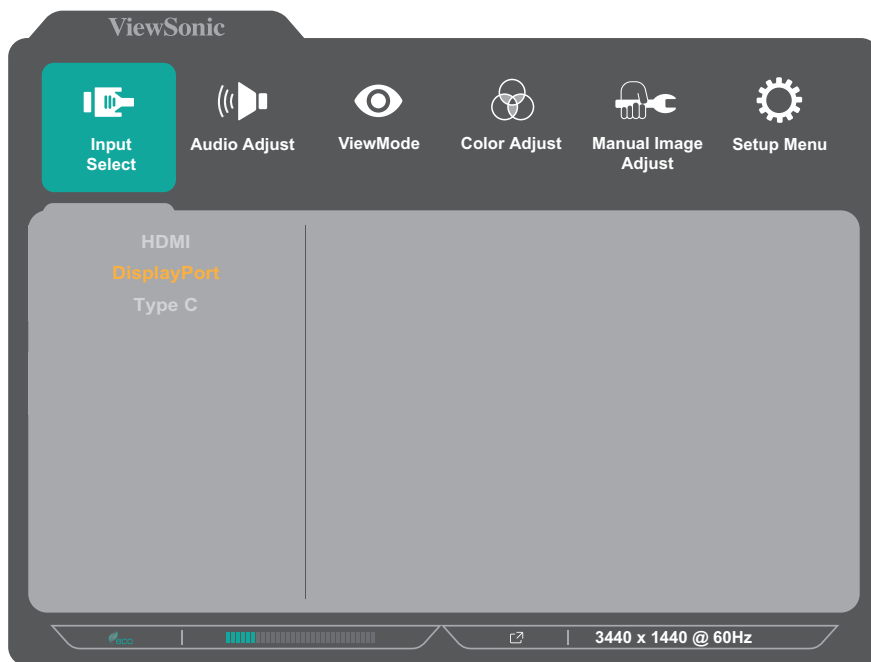 ViewSonic
Input
Select
Audio Adjust
ViewMode
Color Adjust
Manual Image
Adjust
Setup Menu
HDMI
DisplayPort
Type C
eco
3440 x 1440 @ 60Hz